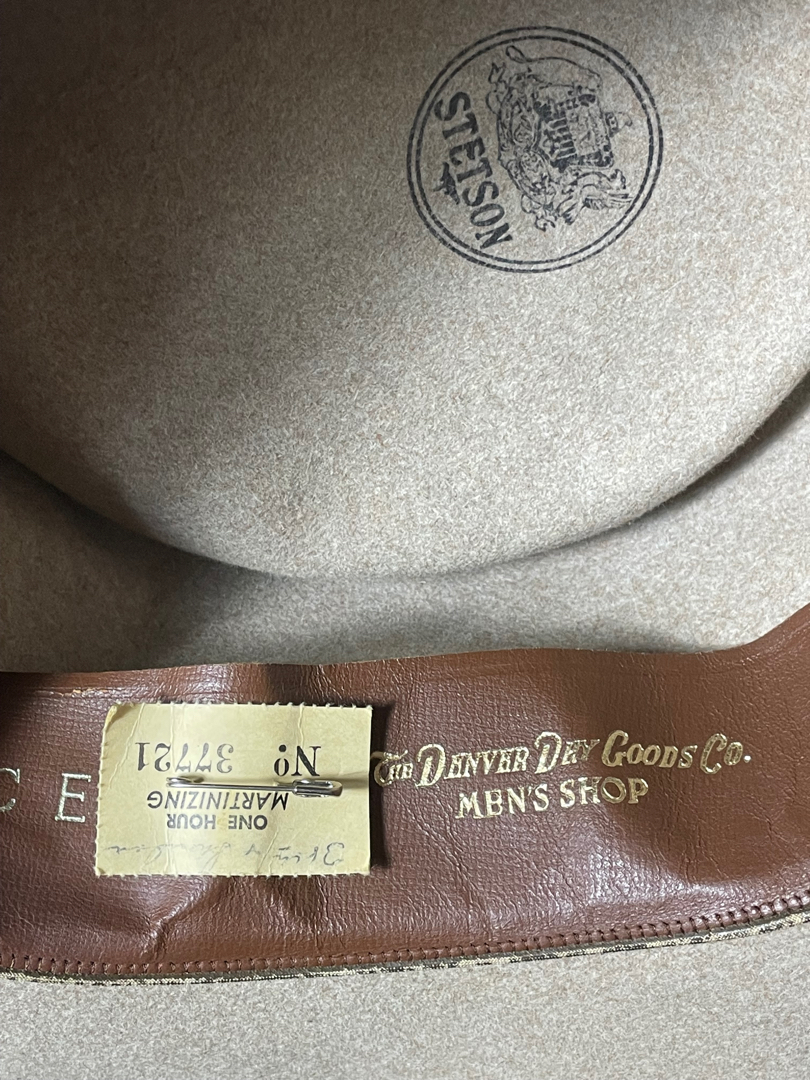 STETSON
C E
No 37721
ONE HOUR
MARTINIZING
THE DENVER DRY GOODS CO.
MEN'S SHOP